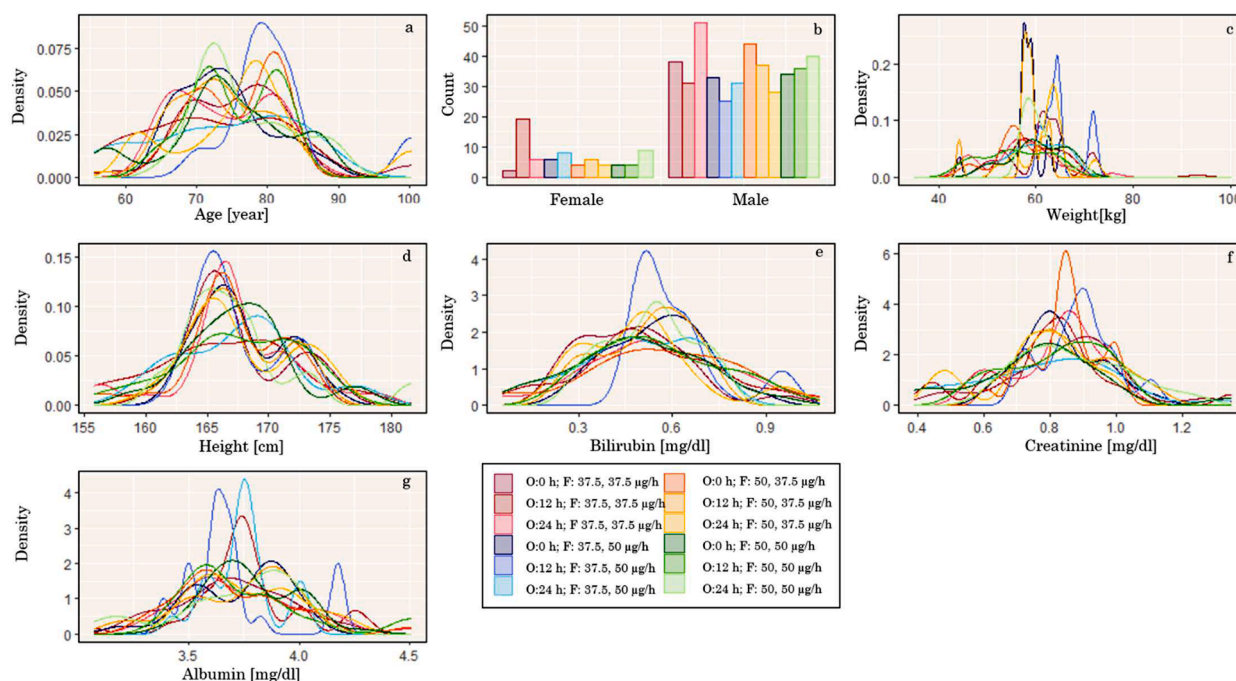 a
0.075
0.050
0.025
0.000
Density
60
70
80
90
100
Age [year]
b
50
40
30
20
10
0
Count
Female
Male
c
0.2
0.1
0.0
Density
40
60
80
100
Weight[kg]
d
0.15
0.10
0.05
0.00
Density
155
160
165
170
175
180
Height [cm]
e
4
3
2
1
0
Density
0.3
0.6
0.9
Bilirubin [mg/dl]
f
6
4
2
0
Density
0.4
0.6
0.8
1.0
1.2
Creatinine [mg/dl]
g
4
3
2
1
0
Density
3.5
4.0
4.5
Albumin [mg/dl]
O:0 h; F: 37.5, 37.5 µg/h
O:12 h; F: 37.5, 37.5 µg/h
O:24 h; F 37.5, 37.5 µg/h
O:0 h; F: 37.5, 50 µg/h
O:12 h; F: 37.5, 50 µg/h
O:24 h; F: 37.5, 50 µg/h
O:0 h; F: 50, 37.5 µg/h
O:12 h; F: 50, 37.5 µg/h
O:24 h; F: 50, 37.5 µg/h
O:0 h; F: 50, 50 µg/h
O:12 h; F: 50, 50 µg/h
O:24 h; F: 50, 50 µg/h